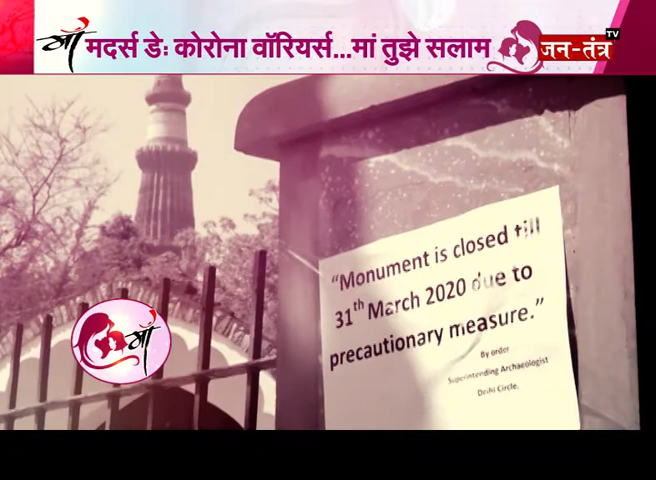 माँ मदर्स डेः कोरोना वॉरियर्स...मां तुझे सलाम जन-तंत्र TV
"Monument is closed till
31th March 2020 due to
precautionary measure."
By order
Superintending Archaeologist
Delhi Circle.
माँ